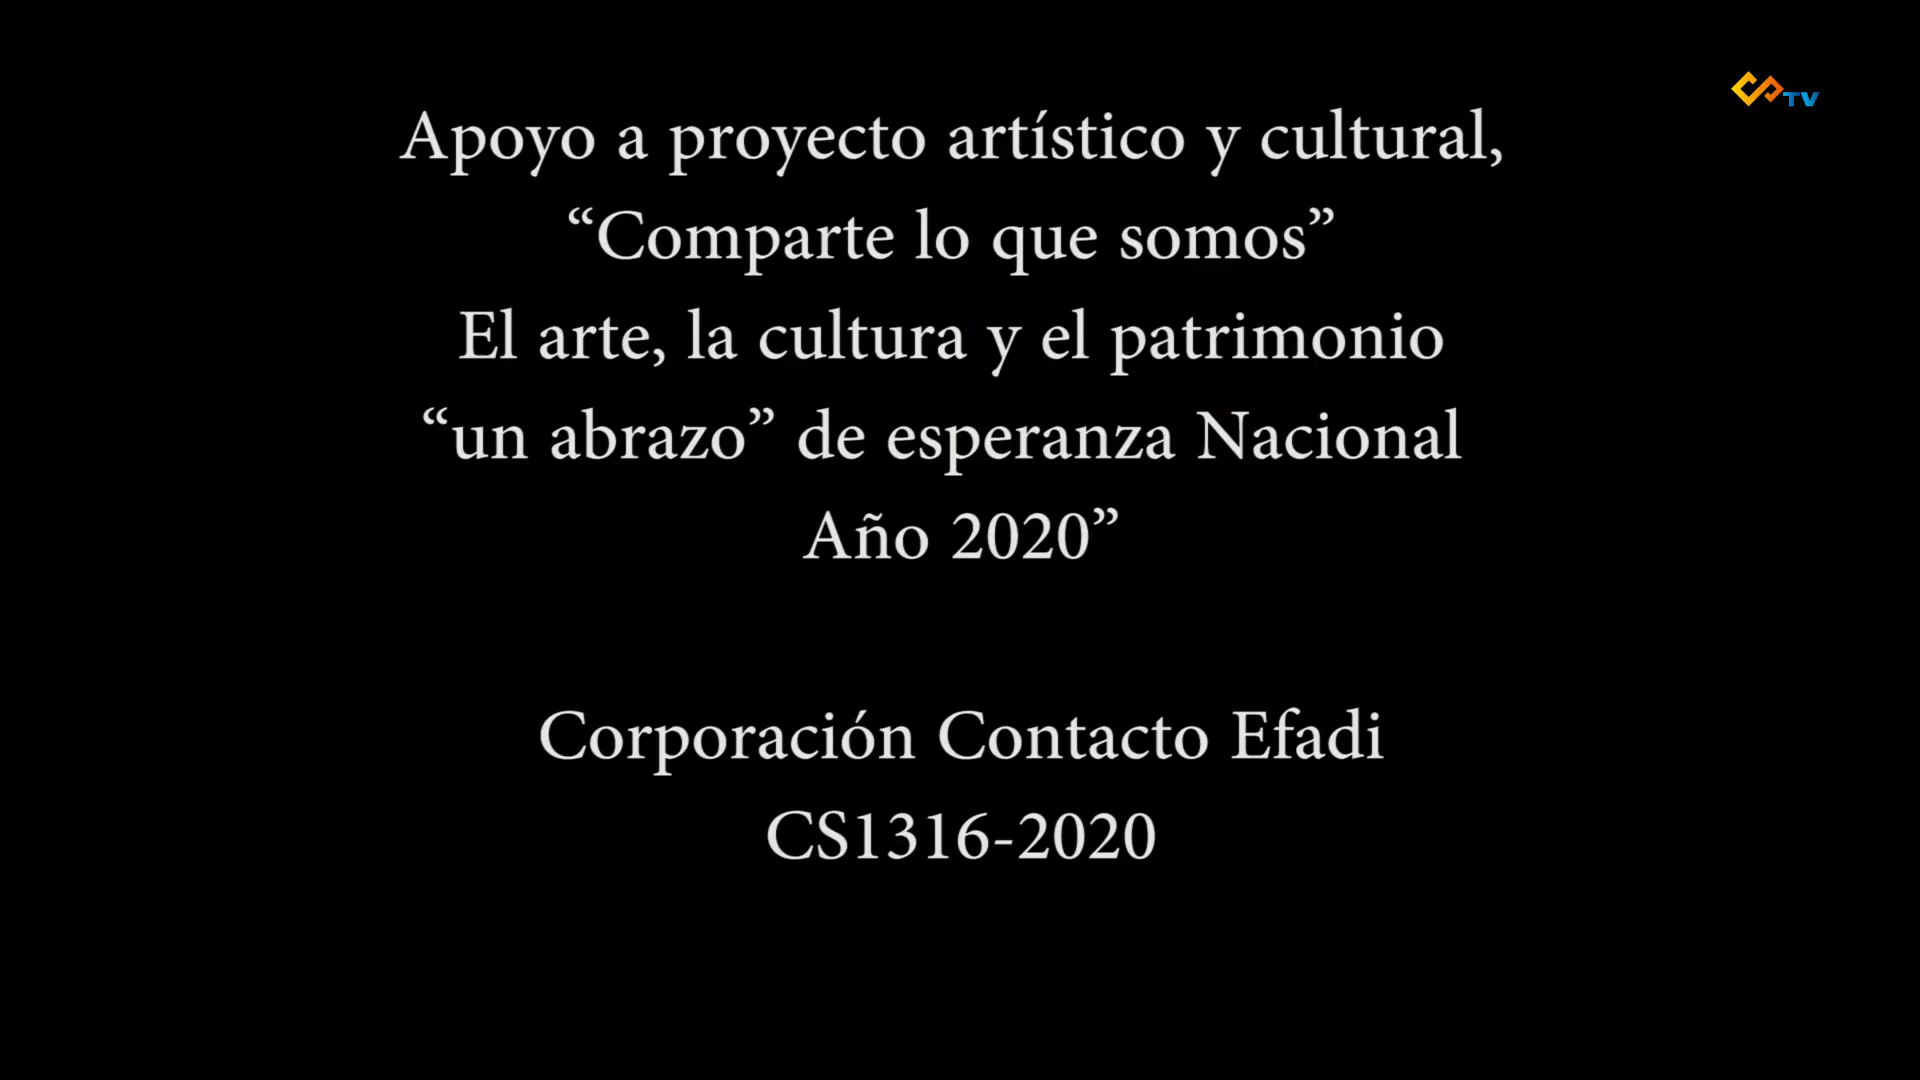 Apoyo a proyecto artístico y cultural,
“Comparte lo que somos”
El arte, la cultura y el patrimonio
“un abrazo” de esperanza Nacional
Año 2020”
Corporación Contacto Efadi
CS1316-2020
TV